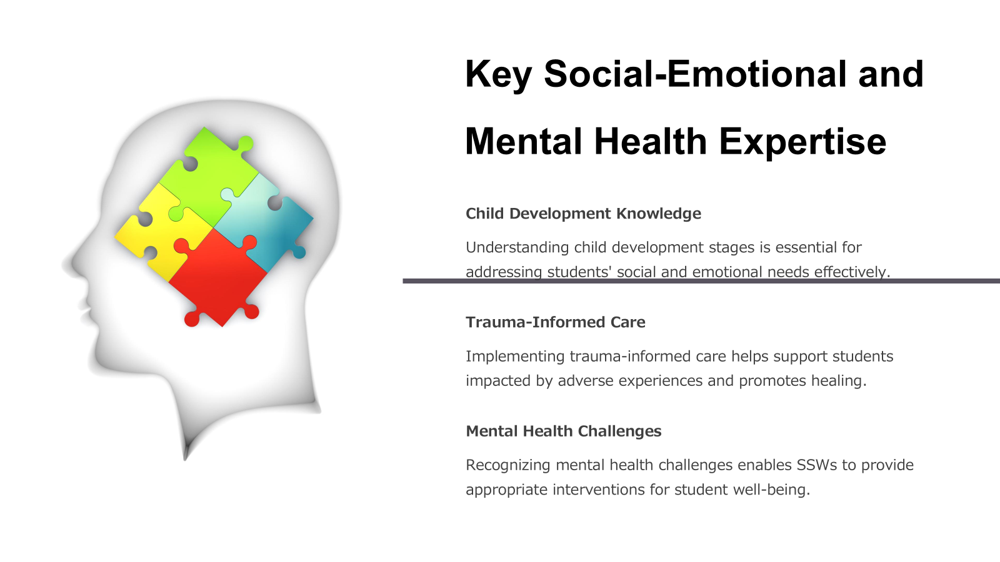 Key Social-Emotional and
Mental Health Expertise
Child Development Knowledge
Understanding child development stages is essential for
addressing students' social and emotional needs effectively.
Trauma-Informed Care
Implementing trauma-informed care helps support students
impacted by adverse experiences and promotes healing.
Mental Health Challenges
Recognizing mental health challenges enables SSWs to provide
appropriate interventions for student well-being.